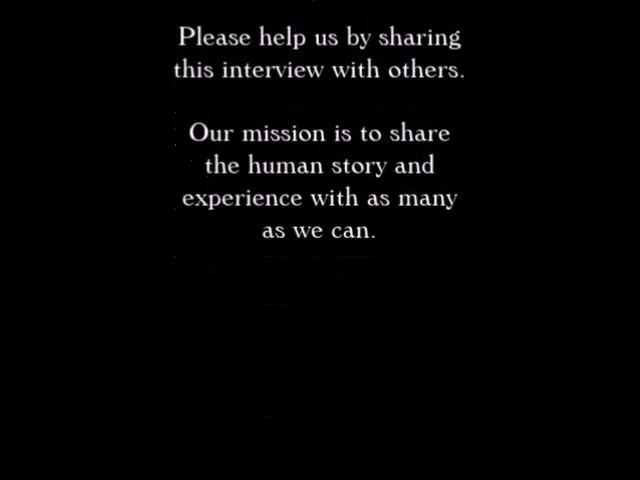 Please help us by sharing
this interview with others.
Our mission is to share
the human story and
experience with as many
as we can.